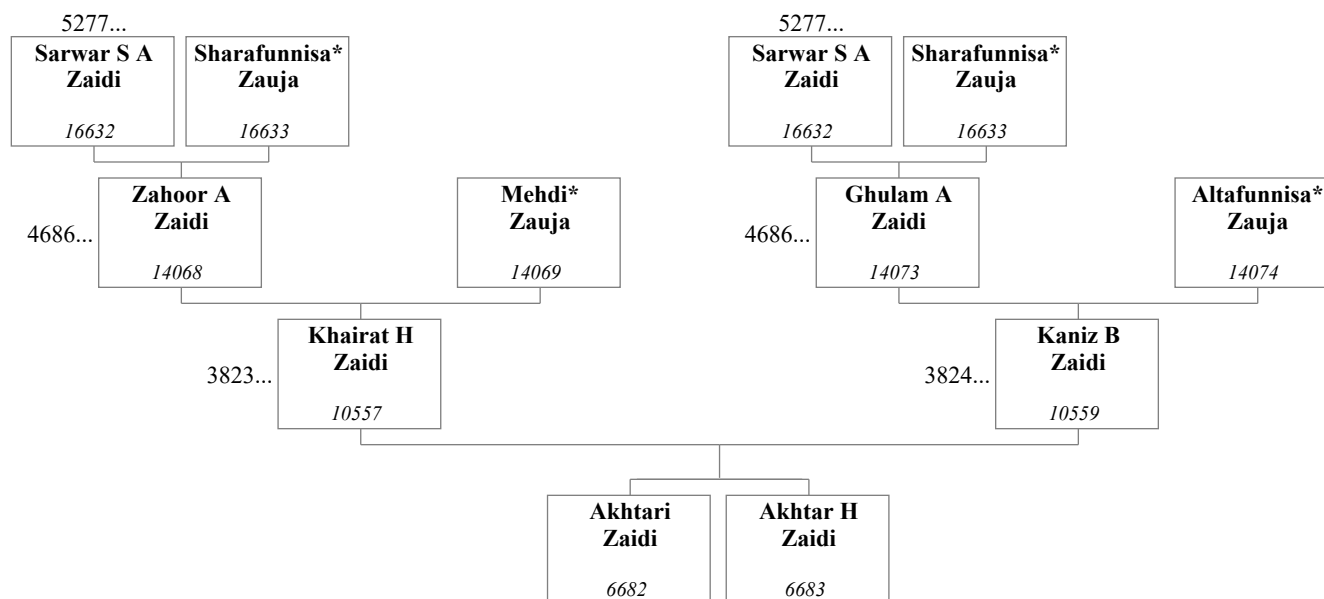 5277...
5277...
Sarwar S A
Zaidi
16632
Sharafunnisa*
Zauja
16633
Sarwar S A
Zaidi
16632
Sharafunnisa*
Zauja
16633
4686...
Zahoor A
Zaidi
14068
Mehdi*
Zauja
14069
4686...
Ghulam A
Zaidi
14073
Altafunnisa*
Zauja
14074
3823...
Khairat H
Zaidi
10557
3824...
Kaniz B
Zaidi
10559
Akhtari
Zaidi
6682
Akhtar H
Zaidi
6683